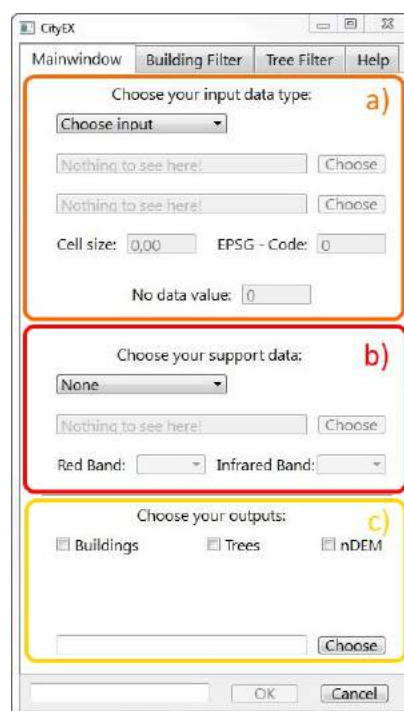 CityEX
Mainwindow Building Filter Tree Filter Help
Choose your input data type: a)
Choose input
Nothing to see here! Choose
Nothing to see here! Choose
Cell size: 0,00 EPSG - Code: 0
No data value: 0
Choose your support data: b)
None
Nothing to see here! Choose
Red Band: Infrared Band:
Choose your outputs: c)
Buildings Trees nDEM
Choose
OK Cancel